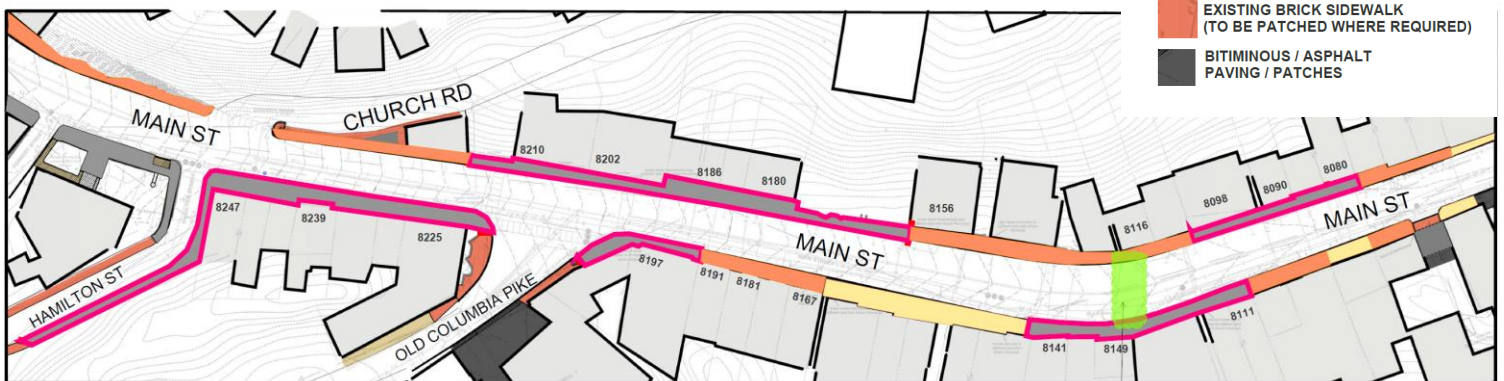 EXISTING BRICK SIDEWALK
(TO BE PATCHED WHERE REQUIRED)
BITIMINOUS / ASPHALT
PAVING / PATCHES
MAIN ST
CHURCH RD
8210
8202
8186
8180
8156
8116
8098
8090
8080
MAIN ST
8247
8239
8225
MAIN ST
HAMILTON ST
OLD COLUMBIA PIKE
8197
8191
8181
8167
8141
8149
8111